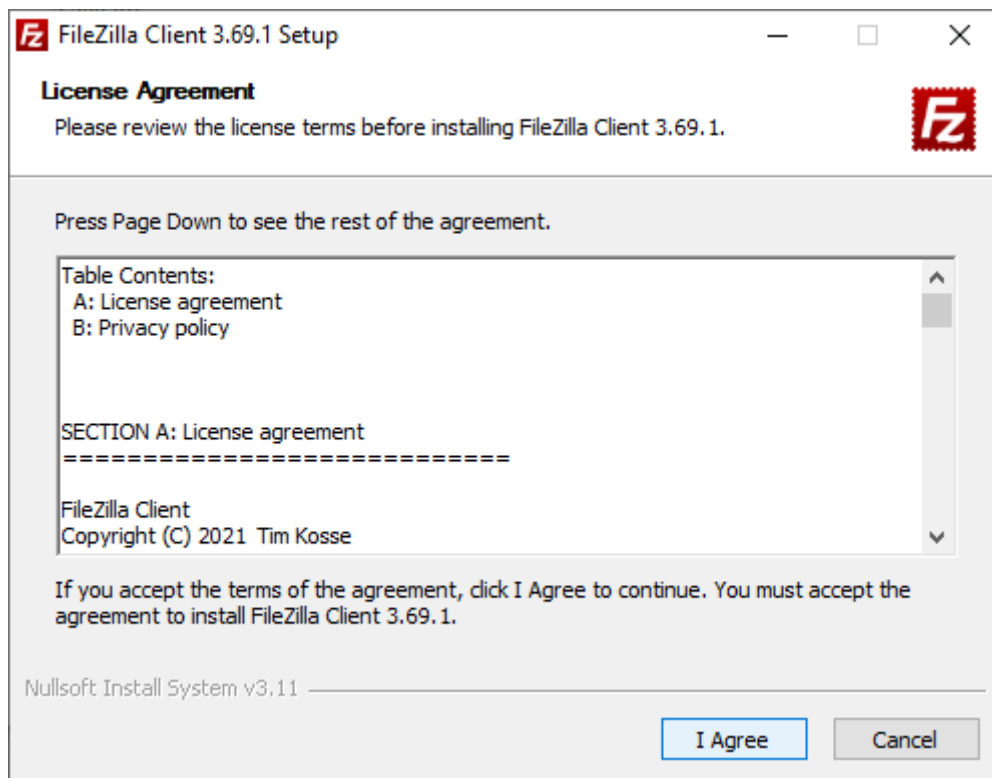 FileZilla Client 3.69.1 Setup
License Agreement
Please review the license terms before installing FileZilla Client 3.69.1.
Fz
Press Page Down to see the rest of the agreement.
Table Contents:
A: License agreement
B: Privacy policy
SECTION A: License agreement
============================
FileZilla Client
Copyright (C) 2021 Tim Kosse
If you accept the terms of the agreement, click I Agree to continue. You must accept the
agreement to install FileZilla Client 3.69.1.
Nullsoft Install System v3.11
I Agree
Cancel